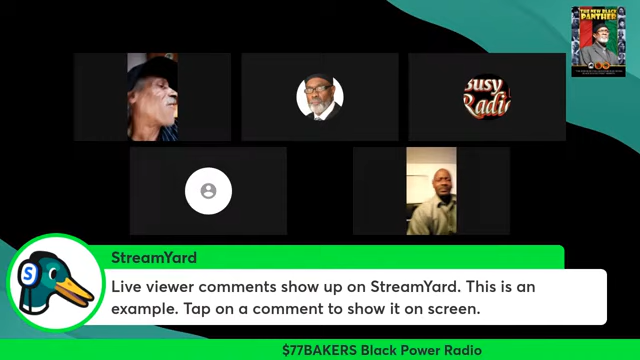 THE NEW BLACK
PANTHER
Busy
Radio
S
StreamYard
Live viewer comments show up on StreamYard. This is an
example. Tap on a comment to show it on screen.
$77BAKERS Black Power Radio